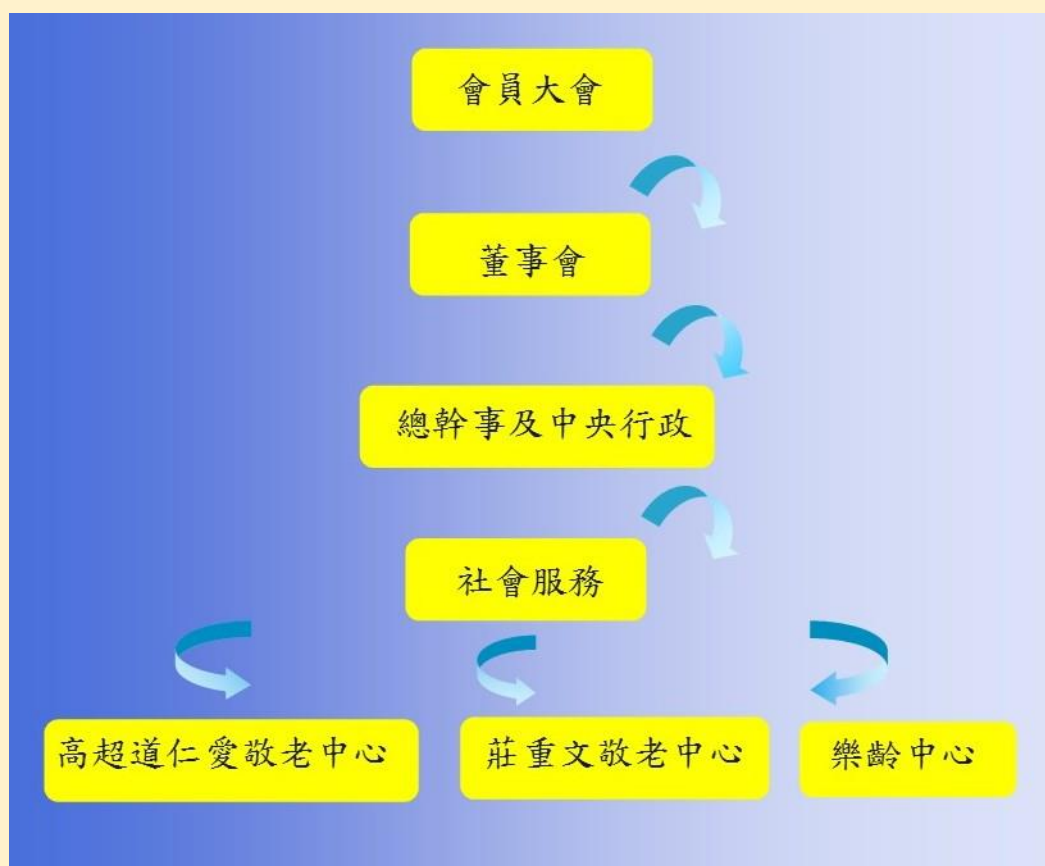 會員大會
董事會
總幹事及中央行政
社會服務
高超道仁愛敬老中心
莊重文敬老中心
樂齡中心